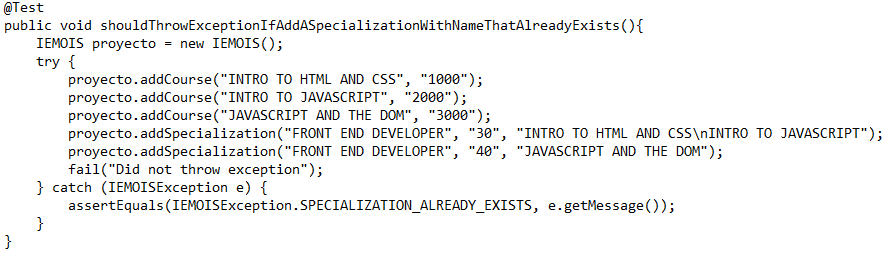 @Test
public void shouldThrowExceptionIfAddASpecializationWithNameThatAlreadyExists(){
    IEMOIS proyecto = new IEMOIS();
    try {
        proyecto.addCourse("INTRO TO HTML AND CSS", "1000");
        proyecto.addCourse("INTRO TO JAVASCRIPT", "2000");
        proyecto.addCourse("JAVASCRIPT AND THE DOM", "3000");
        proyecto.addSpecialization("FRONT END DEVELOPER", "30", "INTRO TO HTML AND CSS\nINTRO TO JAVASCRIPT");
        proyecto.addSpecialization("FRONT END DEVELOPER", "40", "JAVASCRIPT AND THE DOM");
        fail("Did not throw exception");
    } catch (IEMOISException e) {
        assertEquals(IEMOISException.SPECIALIZATION_ALREADY_EXISTS, e.getMessage());
    }
}